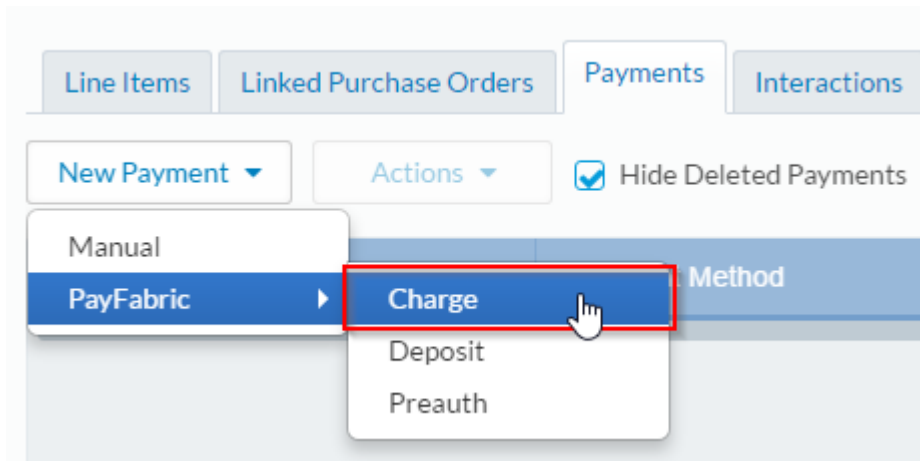 Line Items Linked Purchase Orders Payments Interactions
New Payment Actions Hide Deleted Payments
Manual
Method
PayFabric Charge
Deposit
Preauth